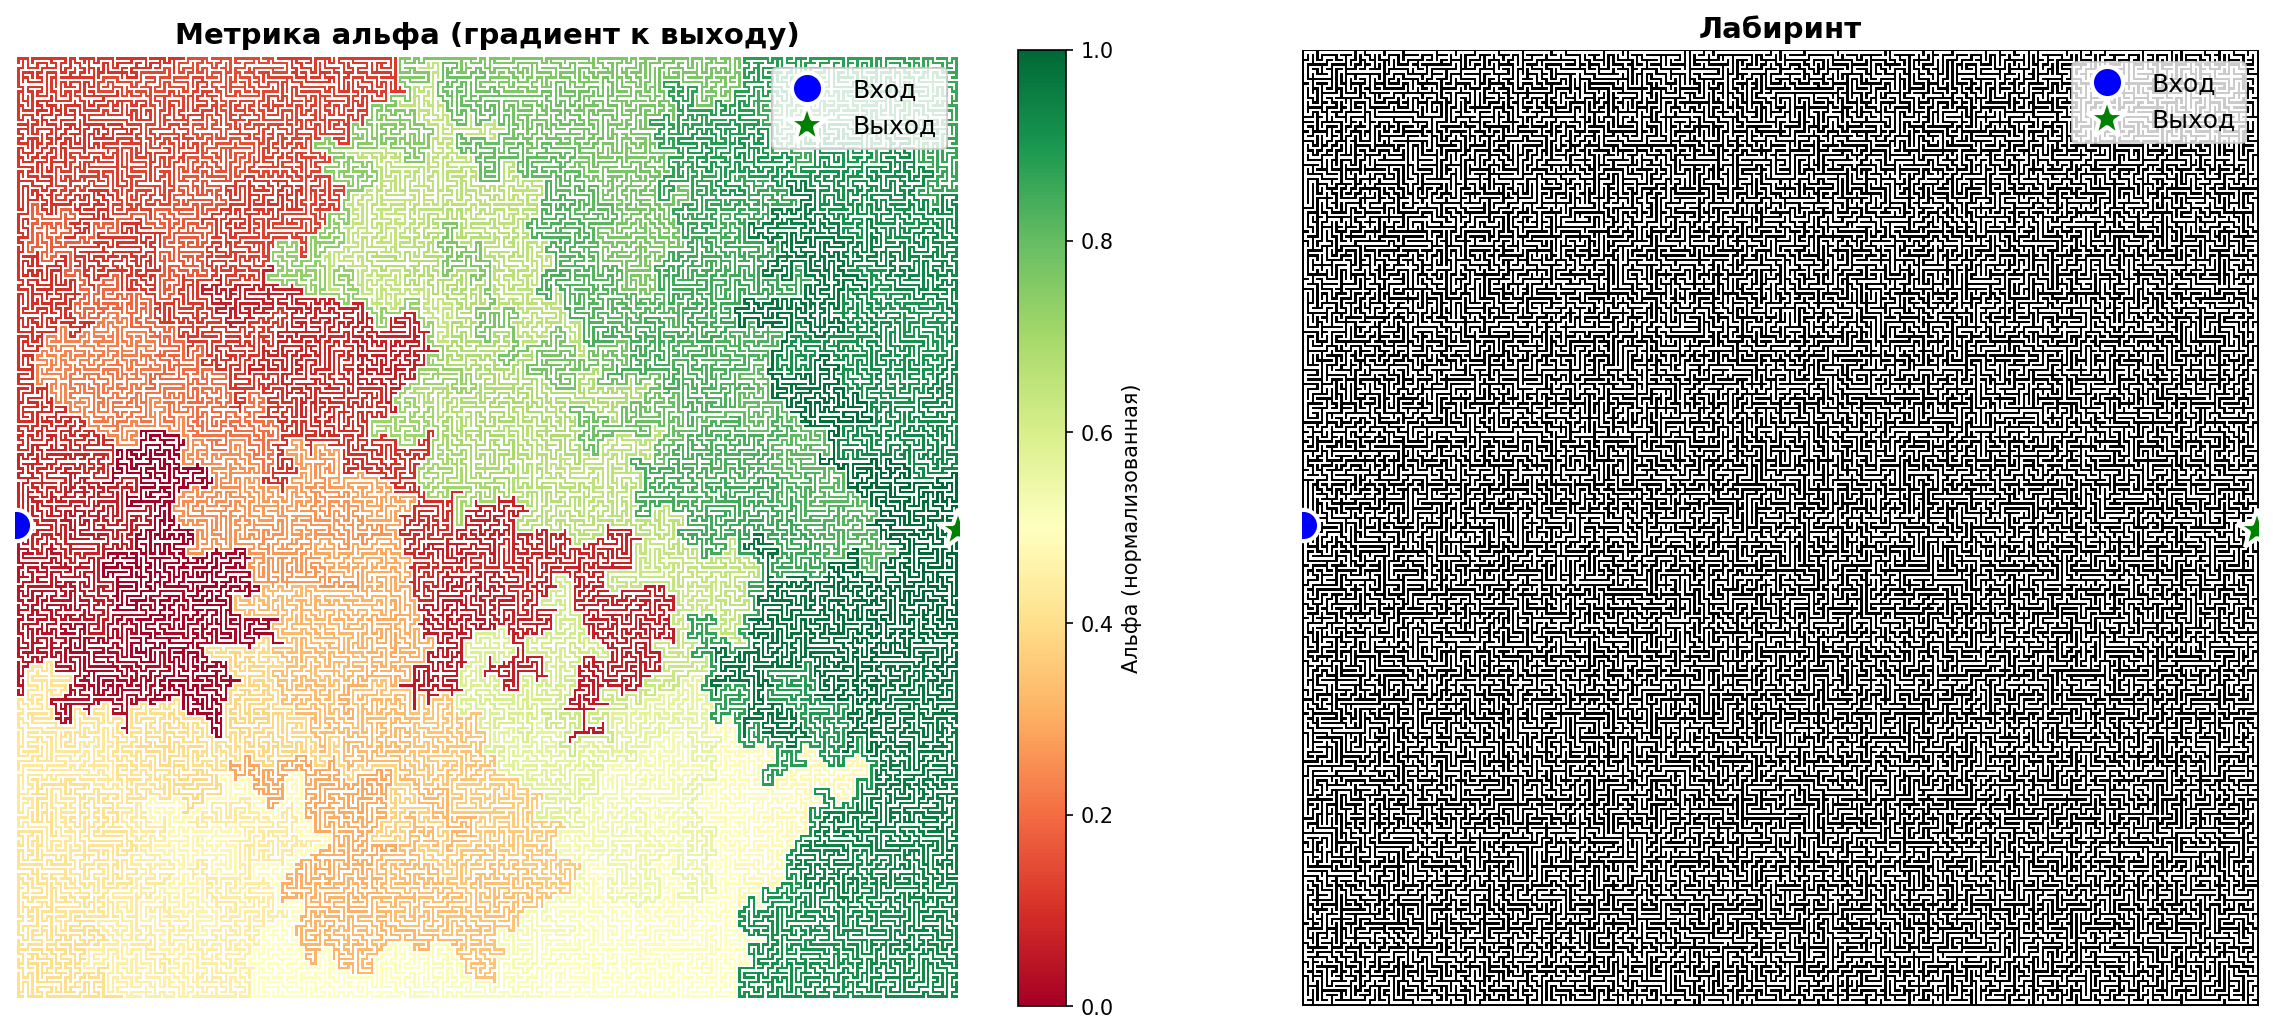 Метрика альфа (градиент к выходу)
Вход
Выход
1.0
0.8
0.6
0.4
0.2
0.0
Альфа (нормализованная)
Лабиринт
Вход
Выход